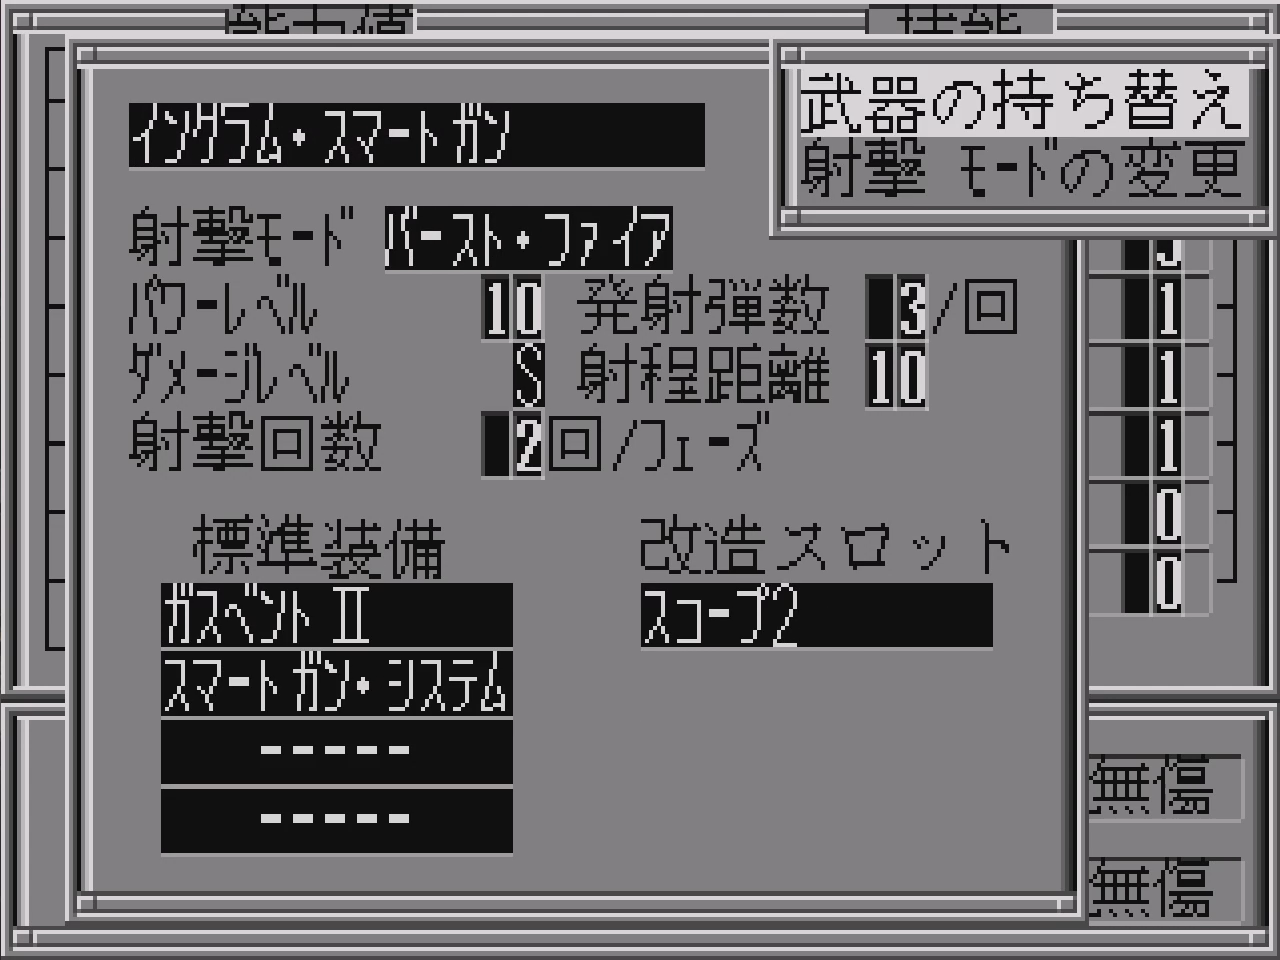 能力値 技能
武器の持ち替え
射撃 モードの変更
イングラム・スマートガン
射撃モード バースト・ファイア
パワーレベル 10 発射弾数 3/回
ダメージレベル S 射程距離 10
射撃回数 2回/フェーズ
標準装備 改造スロット
ガスベント Ⅱ スコープ2
スマートガン・システム
-----
-----
3
1
1
1
0
0
無傷
無傷